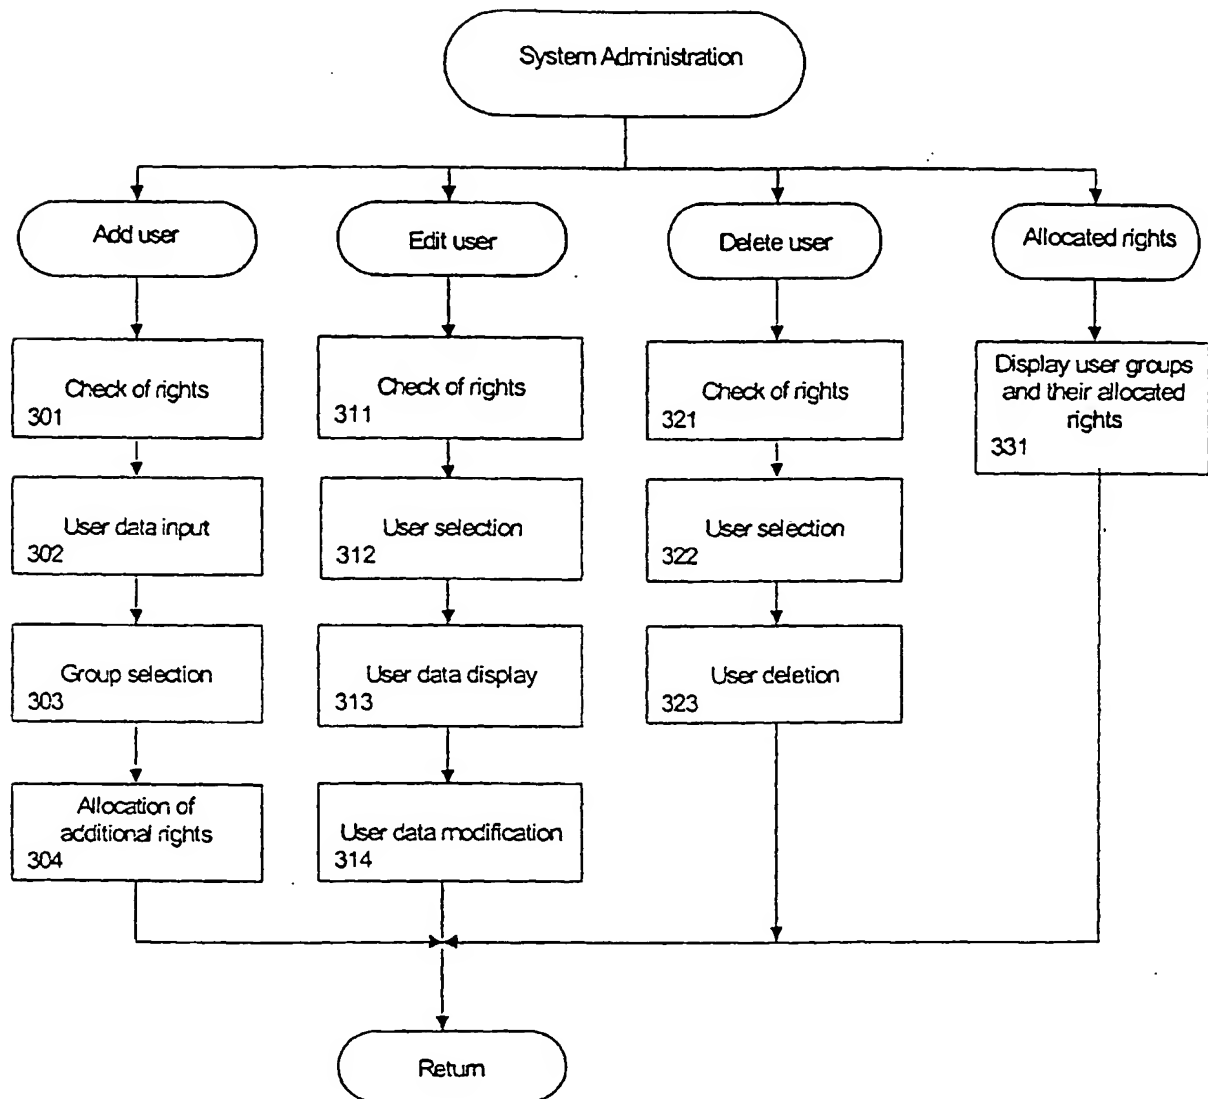 System Administration
Add user
Edit user
Delete user
Allocated rights
Check of rights
301
Check of rights
311
Check of rights
321
Display user groups
and their allocated
rights
331
User data input
302
User selection
312
User selection
322
Group selection
303
User data display
313
User deletion
323
Allocation of
additional rights
304
User data modification
314
Return